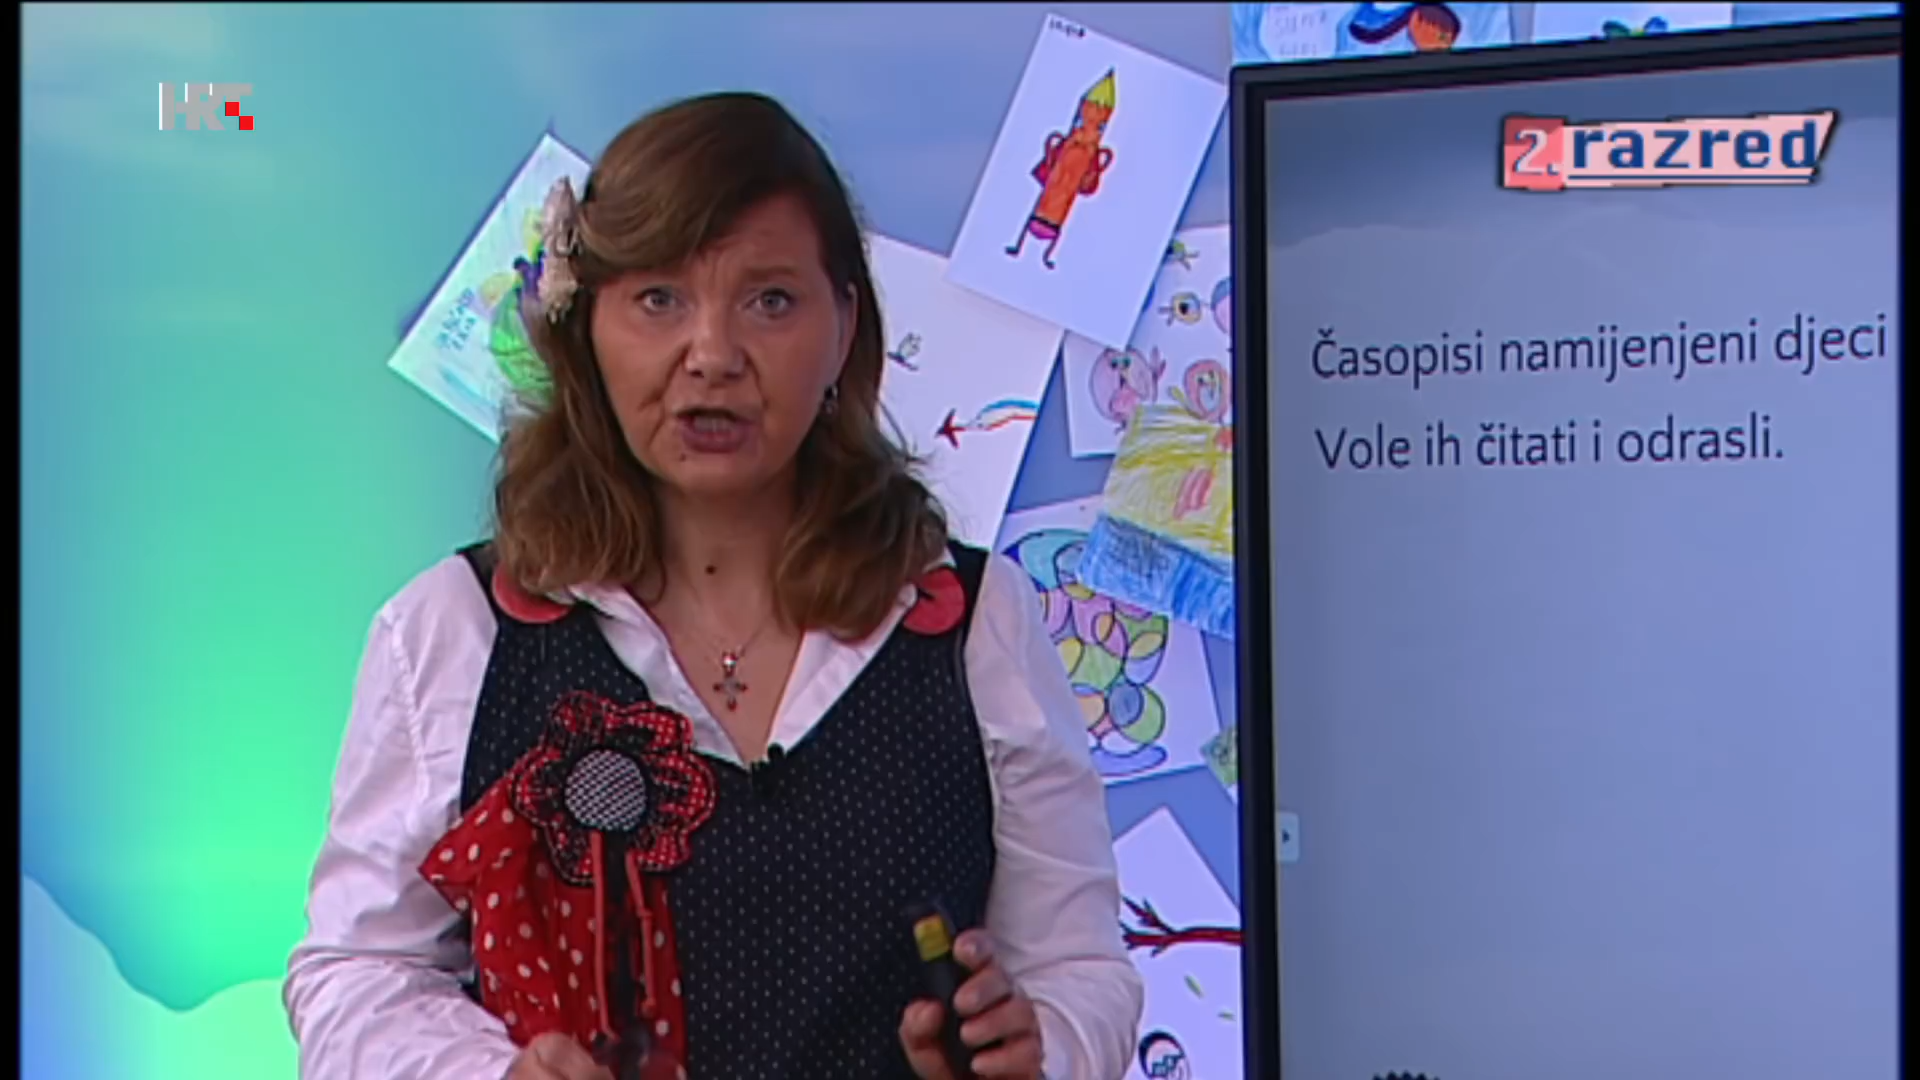 HRT
2. razred
Časopisi namijenjeni djeci
Vole ih čitati i odrasli.